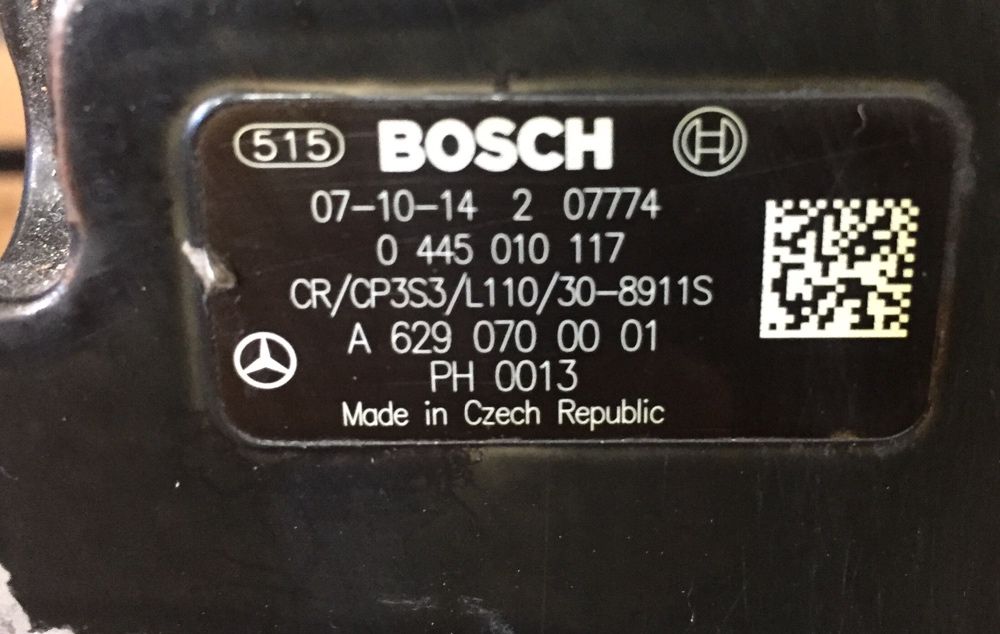 515 BOSCH
07-10-14 2 07774
0 445 010 117
CR/CP3S3/L110/30-8911S
A 629 070 00 01
PH 0013
Made in Czech Republic